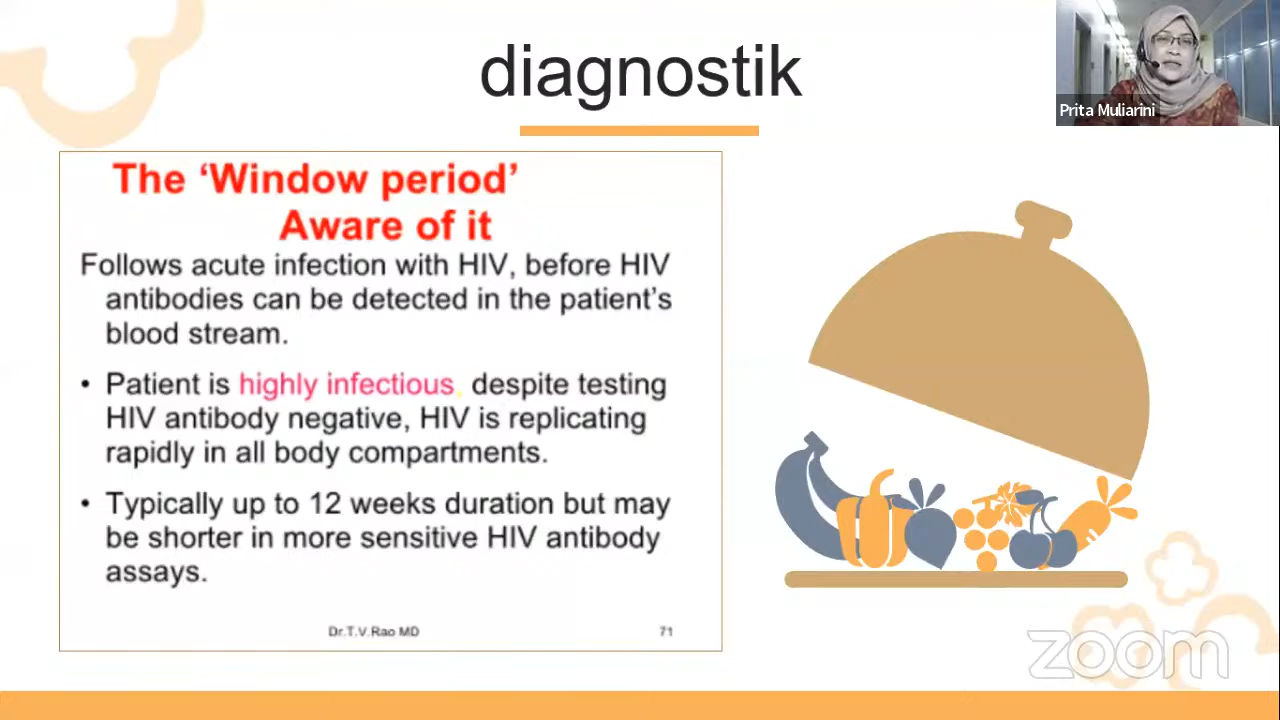 diagnostik
Prita Muliarini
The ‘Window period’
Aware of it
Follows acute infection with HIV, before HIV
antibodies can be detected in the patient’s
blood stream.
• Patient is highly infectious, despite testing
HIV antibody negative, HIV is replicating
rapidly in all body compartments.
• Typically up to 12 weeks duration but may
be shorter in more sensitive HIV antibody
assays.
Dr.T.V.Rao MD
71
zoom